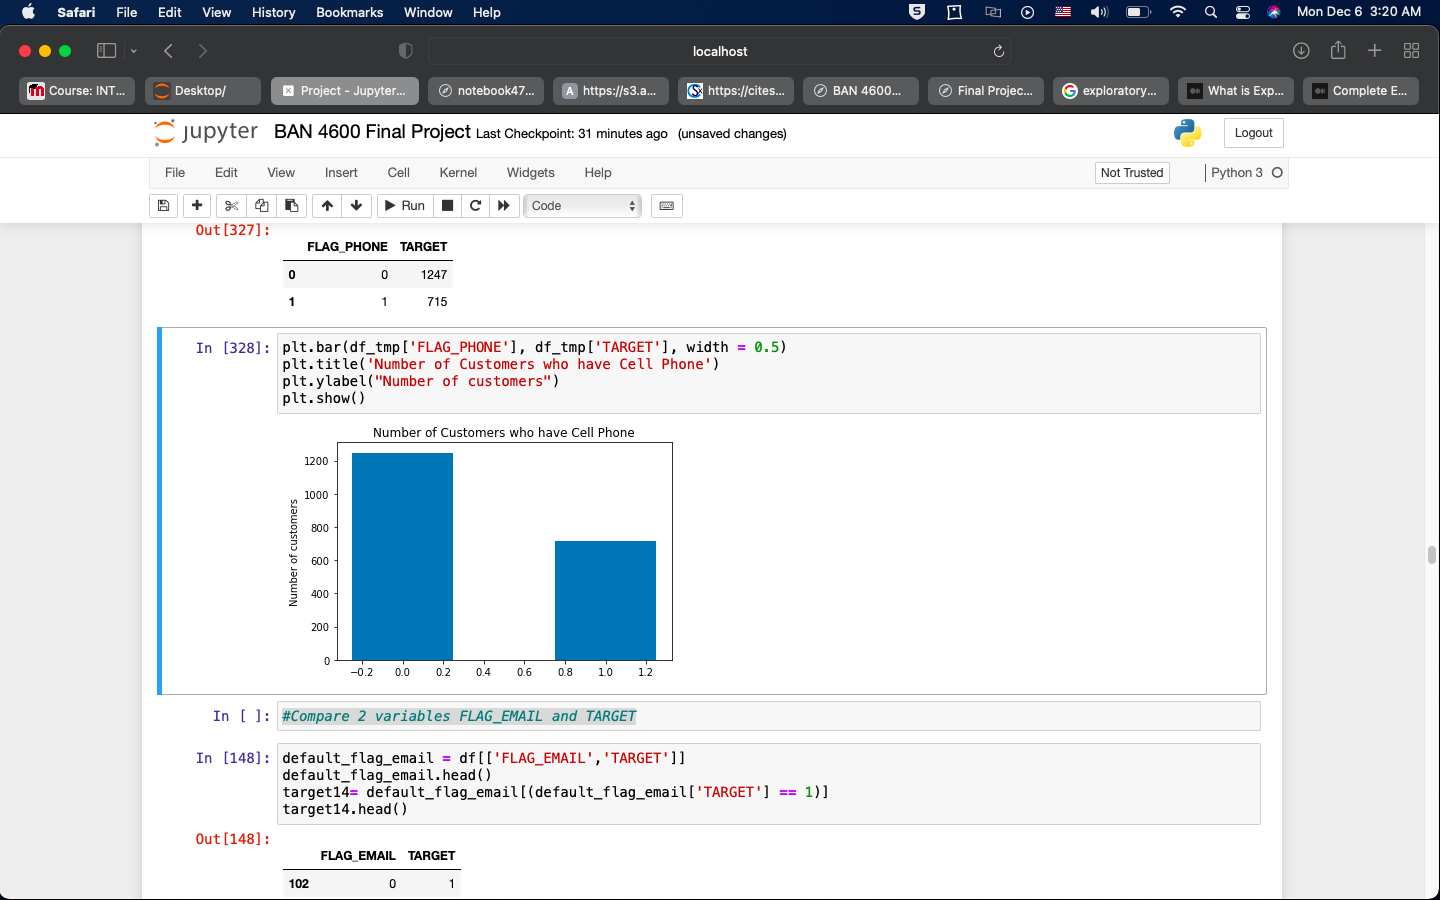 Safari File Edit View History Bookmarks Window Help Mon Dec 6 3:20 AM
localhost
Course: INT... Desktop/ Project - Jupyter... notebook47... https://s3.a... https://cites... BAN 4600... Final Projec... exploratory... What is Exp... Complete E...
jupyter BAN 4600 Final Project Last Checkpoint: 31 minutes ago (unsaved changes) Logout
File Edit View Insert Cell Kernel Widgets Help Not Trusted Python 3
Run Code
Out[327]:
FLAG_PHONE TARGET
0 0 1247
1 1 715
In [328]: plt.bar(df_tmp['FLAG_PHONE'], df_tmp['TARGET'], width = 0.5)
plt.title('Number of Customers who have Cell Phone')
plt.ylabel("Number of customers")
plt.show()
Number of Customers who have Cell Phone
Number of customers
1200
1000
800
600
400
200
0
−0.2 0.0 0.2 0.4 0.6 0.8 1.0 1.2
In [ ]: #Compare 2 variables FLAG_EMAIL and TARGET
In [148]: default_flag_email = df[['FLAG_EMAIL','TARGET']]
default_flag_email.head()
target14= default_flag_email[(default_flag_email['TARGET'] == 1)]
target14.head()
Out[148]:
FLAG_EMAIL TARGET
102 0 1